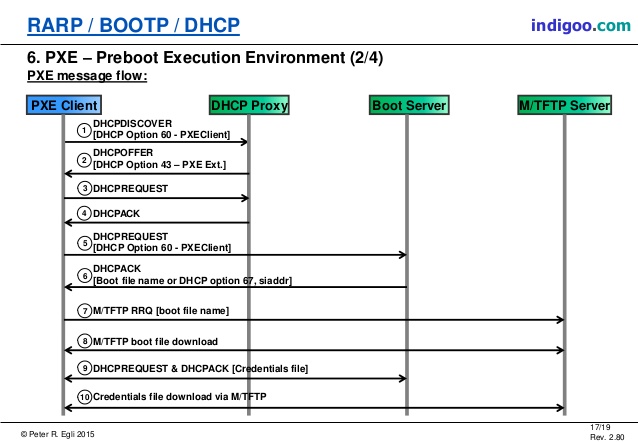 RARP / BOOTP / DHCP
indigoo.com
6. PXE – Preboot Execution Environment (2/4)
PXE message flow:
PXE Client DHCP Proxy Boot Server M/TFTP Server
1 DHCPDISCOVER
[DHCP Option 60 - PXEClient]
2 DHCPOFFER
[DHCP Option 43 – PXE Ext.]
3 DHCPREQUEST
4 DHCPACK
5 DHCPREQUEST
[DHCP Option 60 - PXEClient]
6 DHCPACK
[Boot file name or DHCP option 67, siaddr]
7 M/TFTP RRQ [boot file name]
8 M/TFTP boot file download
9 DHCPREQUEST & DHCPACK [Credentials file]
10 Credentials file download via M/TFTP
© Peter R. Egli 2015
17/19
Rev. 2.80